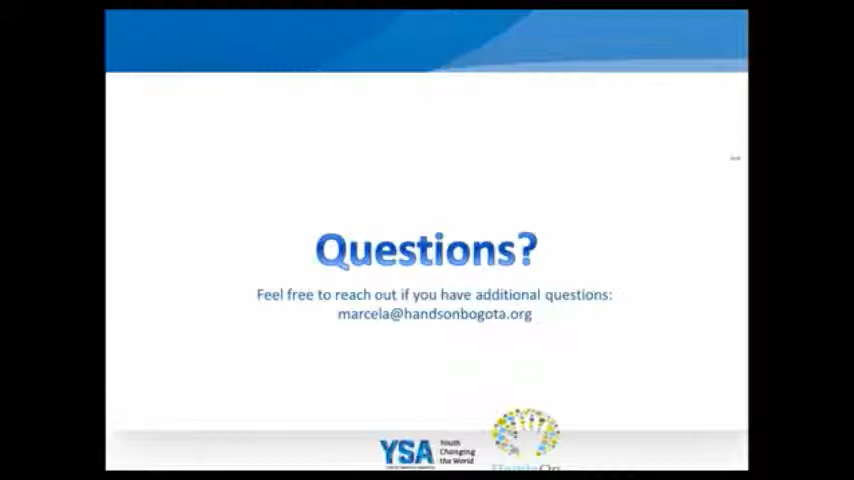 Questions?
Feel free to reach out if you have additional questions:
marcela@handsonbogota.org
YSA
Youth
Changing
the World
HandsOn